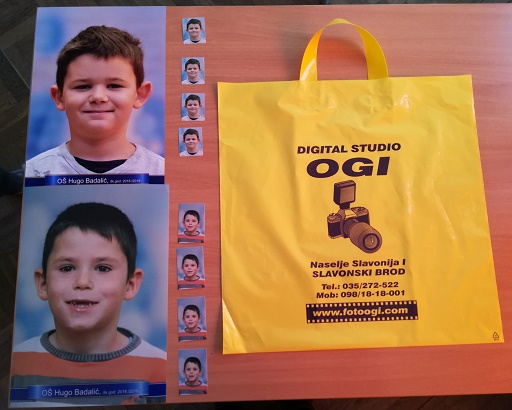 OŠ Hugo Badalić,
OŠ Hugo Badalić,
DIGITAL STUDIO
OGI
Naselje Slavonija I
SLAVONSKI BROD
Tel.: 035/272-522
Mob: 098/18-18-001
www.fotoogi.com